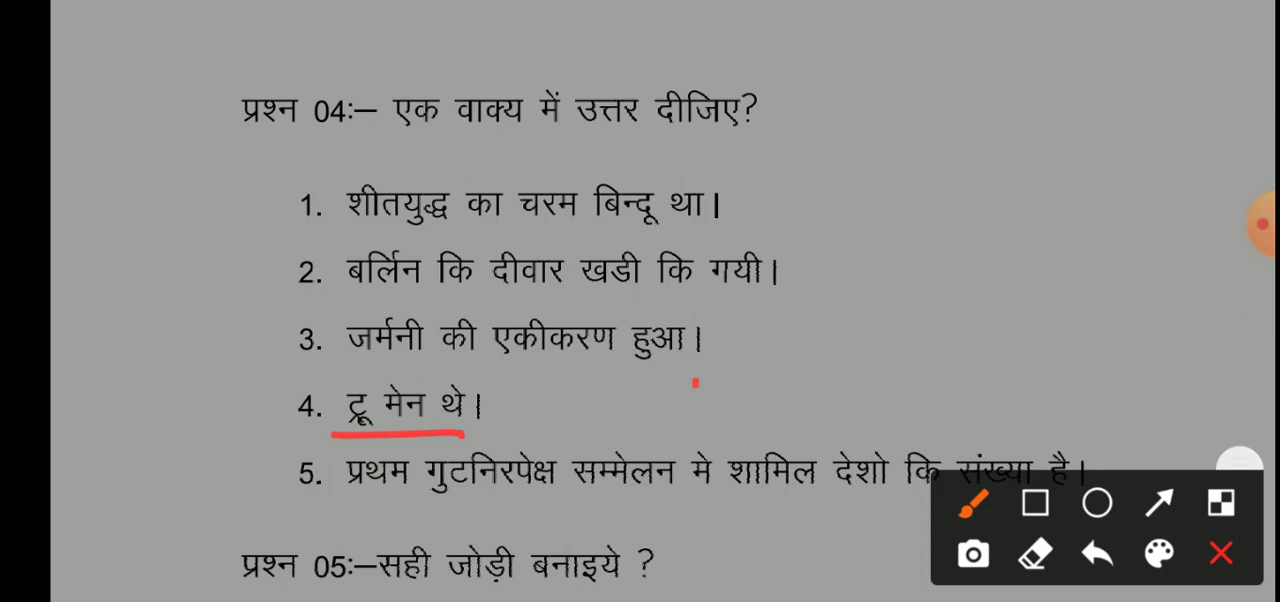 प्रश्न 04:– एक वाक्य में उत्तर दीजिए?
1. शीतयुद्ध का चरम बिन्दू था।
2. बर्लिन कि दीवार खडी कि गयी।
3. जर्मनी की एकीकरण हुआ।
4. ट्रू मेन थे।
5. प्रथम गुटनिरपेक्ष सम्मेलन मे शामिल देशो कि संख्या है।
प्रश्न 05:–सही जोड़ी बनाइये ?